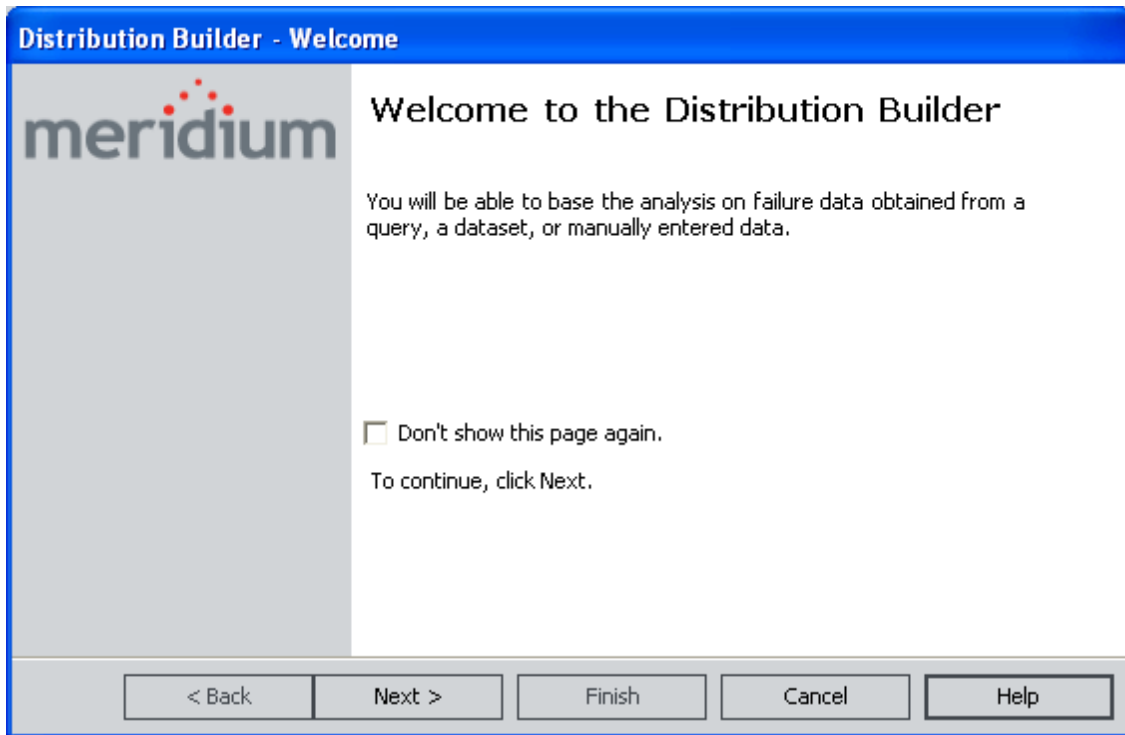 Distribution Builder - Welcome
meridium
Welcome to the Distribution Builder
You will be able to base the analysis on failure data obtained from a
query, a dataset, or manually entered data.
Don't show this page again.
To continue, click Next.
< Back
Next >
Finish
Cancel
Help